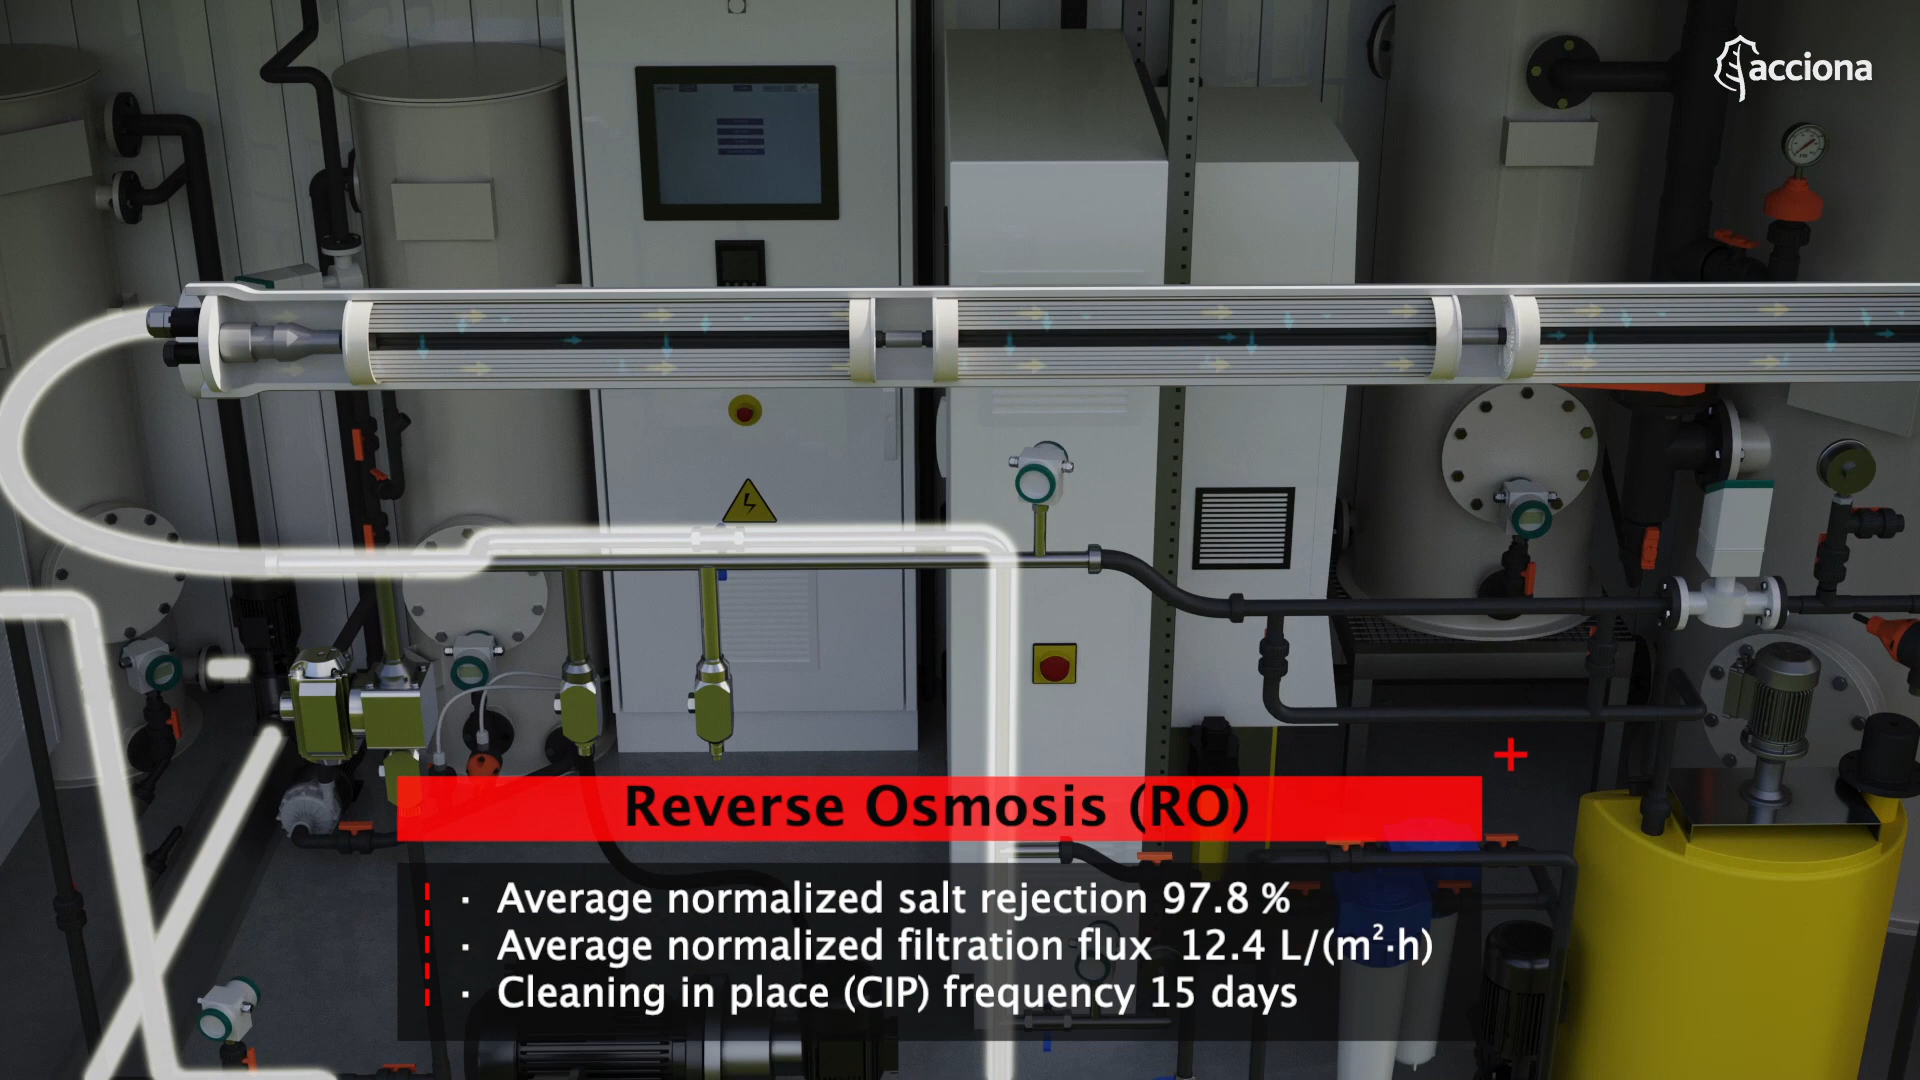 acciona
Reverse Osmosis (RO)
· Average normalized salt rejection 97.8 %
· Average normalized filtration flux 12.4 L/(m²·h)
· Cleaning in place (CIP) frequency 15 days